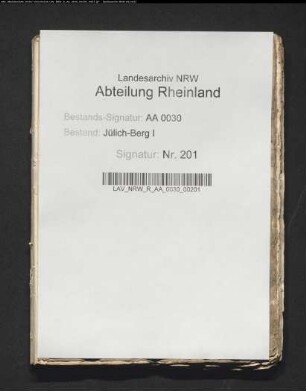 Landesarchiv NRW
Abteilung Rheinland
Bestands-Signatur: AA 0030
Bestand: Jülich-Berg I
Signatur: Nr. 201
LAV_NRW_R_AA_0030_00201